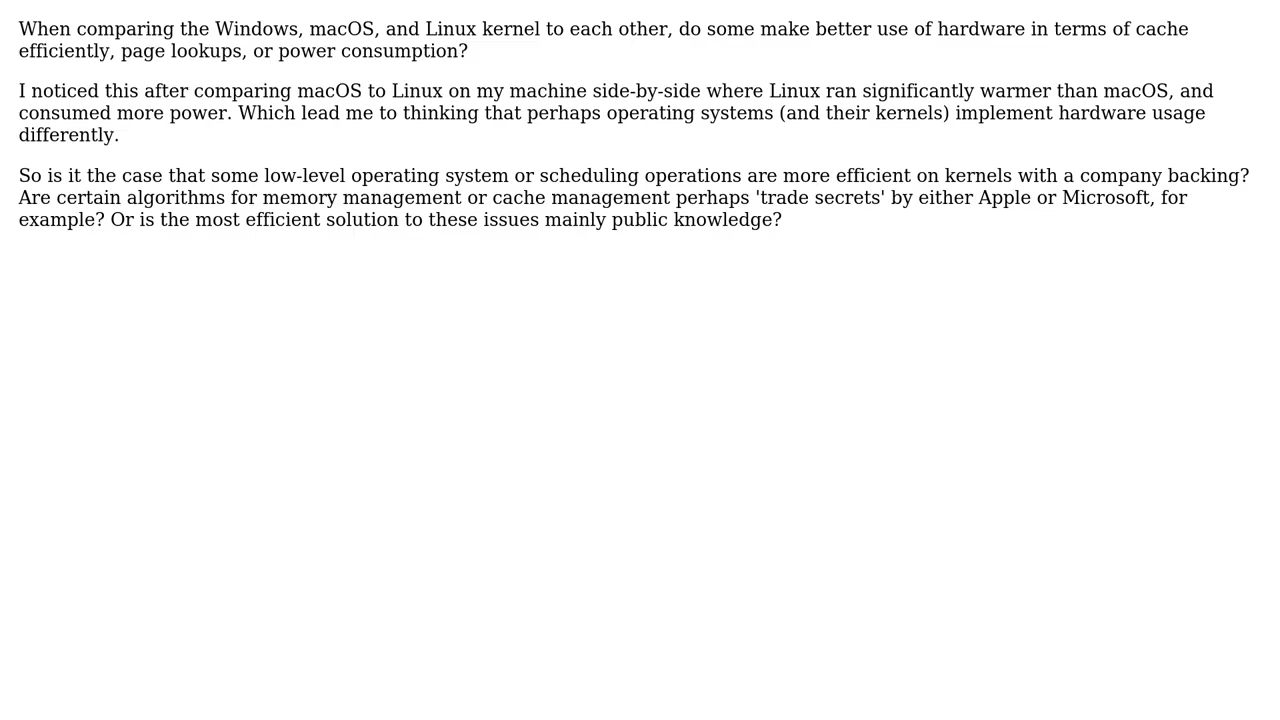 When comparing the Windows, macOS, and Linux kernel to each other, do some make better use of hardware in terms of cache
efficiently, page lookups, or power consumption?
I noticed this after comparing macOS to Linux on my machine side-by-side where Linux ran significantly warmer than macOS, and
consumed more power. Which lead me to thinking that perhaps operating systems (and their kernels) implement hardware usage
differently.
So is it the case that some low-level operating system or scheduling operations are more efficient on kernels with a company backing?
Are certain algorithms for memory management or cache management perhaps 'trade secrets' by either Apple or Microsoft, for
example? Or is the most efficient solution to these issues mainly public knowledge?